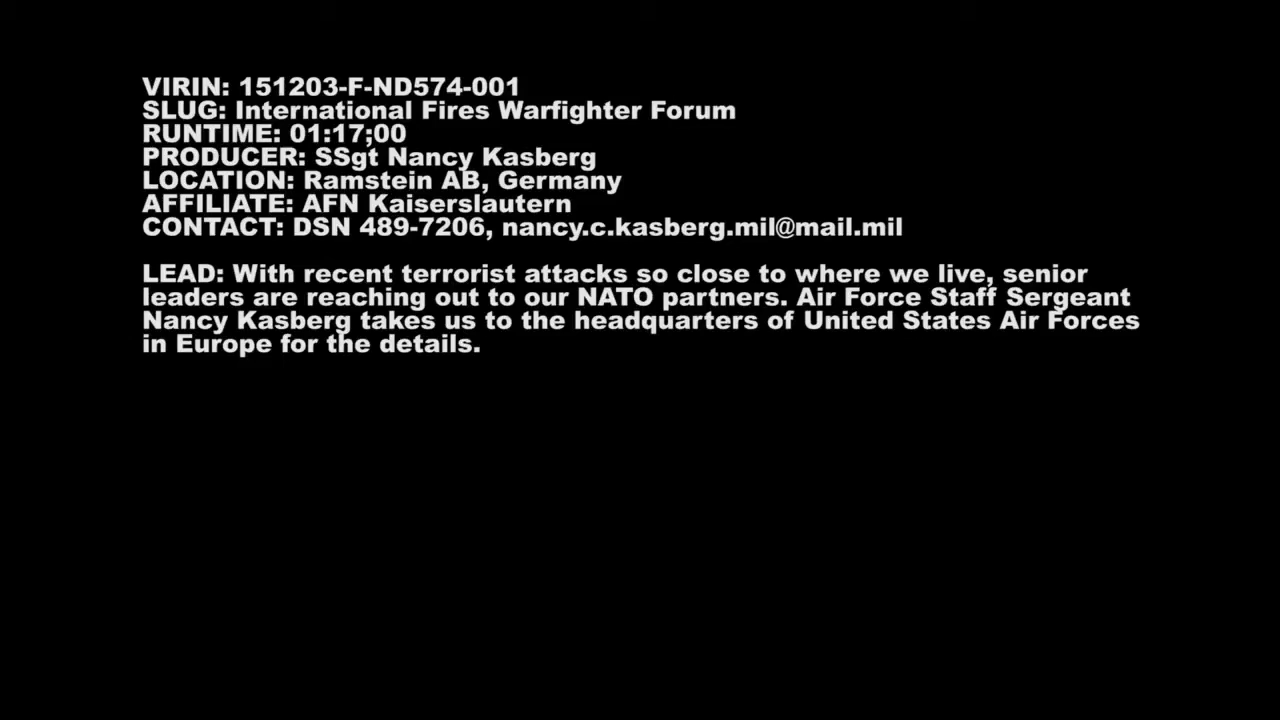 VIRIN: 151203-F-ND574-001
SLUG: International Fires Warfighter Forum
RUNTIME: 01:17;00
PRODUCER: SSgt Nancy Kasberg
LOCATION: Ramstein AB, Germany
AFFILIATE: AFN Kaiserslautern
CONTACT: DSN 489-7206, nancy.c.kasberg.mil@mail.mil
LEAD: With recent terrorist attacks so close to where we live, senior
leaders are reaching out to our NATO partners. Air Force Staff Sergeant
Nancy Kasberg takes us to the headquarters of United States Air Forces
in Europe for the details.